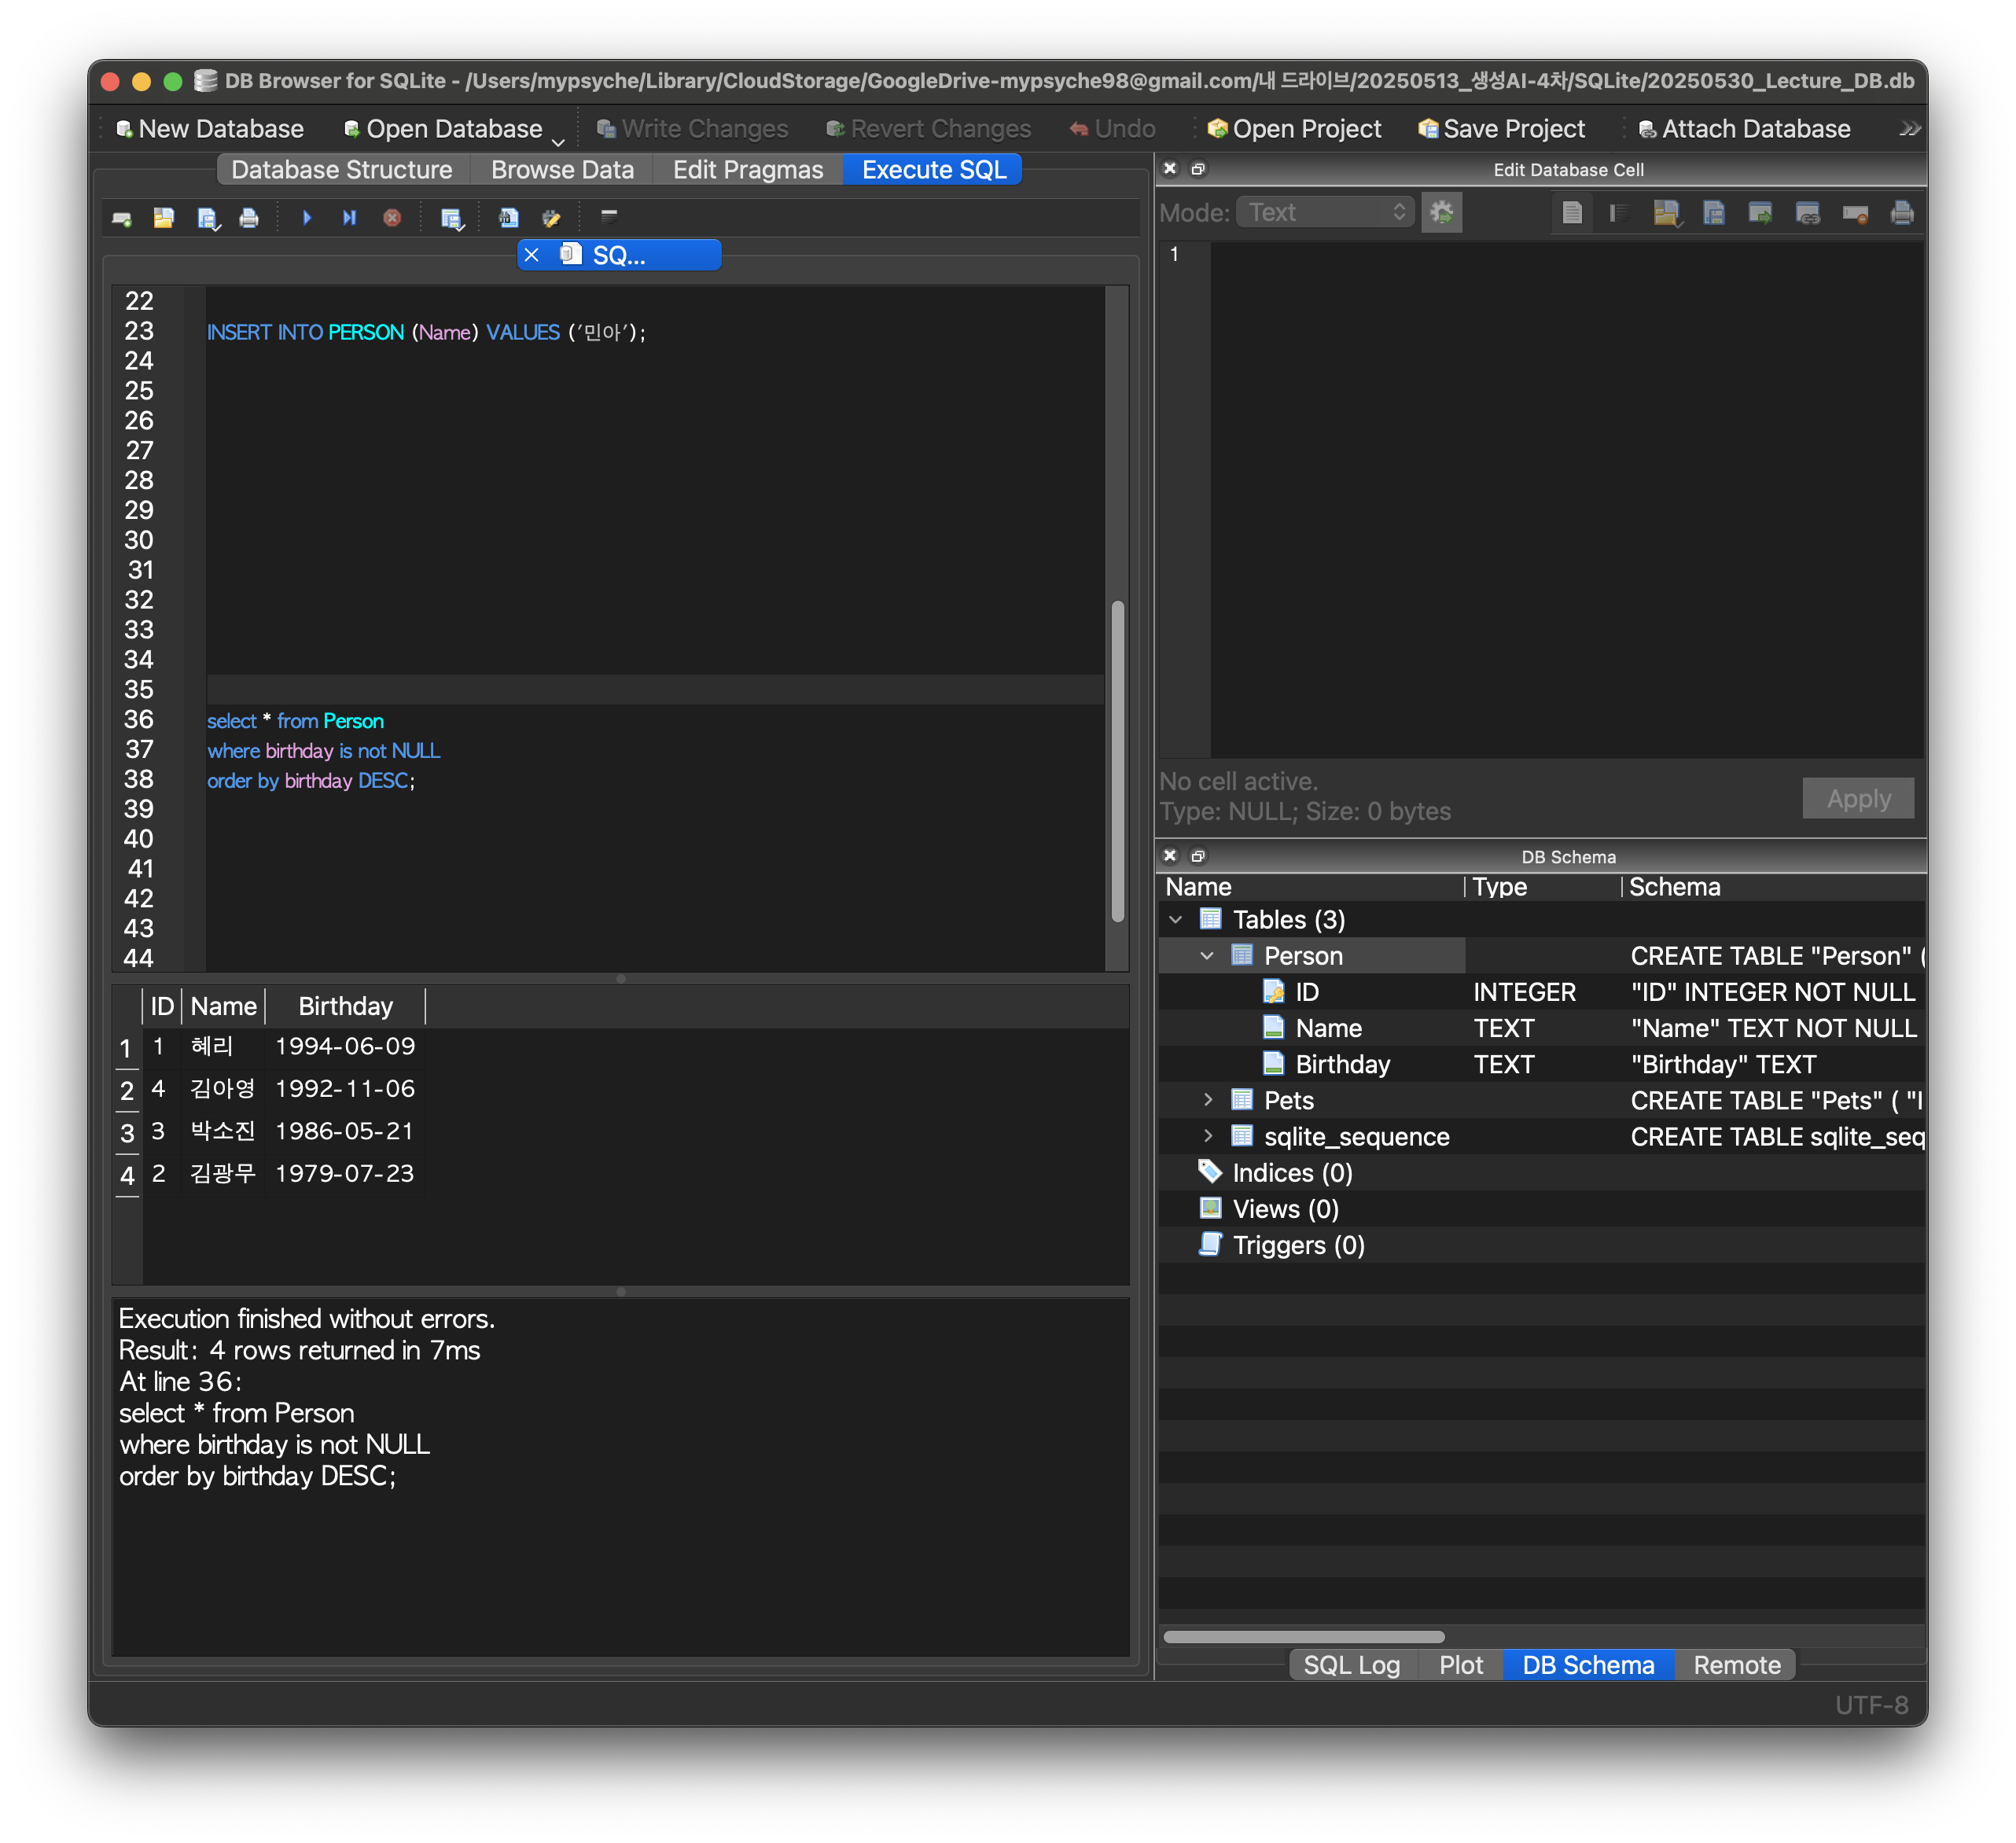 DB Browser for SQLite - /Users/mypsyche/Library/CloudStorage/GoogleDrive-mypsyche98@gmail.com/내 드라이브/20250513_생성AI-4차/SQLite/20250530_Lecture_DB.db
New Database Open Database Write Changes Revert Changes Undo Open Project Save Project Attach Database
Database Structure Browse Data Edit Pragmas Execute SQL
SQ...
22
23 INSERT INTO PERSON (Name) VALUES ('민아');
24
25
26
27
28
29
30
31
32
33
34
35
36 select * from Person
37 where birthday is not NULL
38 order by birthday DESC;
39
40
41
42
43
44
ID Name Birthday
1 1 혜리 1994-06-09
2 4 김아영 1992-11-06
3 3 박소진 1986-05-21
4 2 김광무 1979-07-23
Execution finished without errors.
Result: 4 rows returned in 7ms
At line 36:
select * from Person
where birthday is not NULL
order by birthday DESC;
Edit Database Cell
Mode: Text
1
No cell active.
Type: NULL; Size: 0 bytes
Apply
DB Schema
Name Type Schema
Tables (3)
Person CREATE TABLE "Person" (
ID INTEGER "ID" INTEGER NOT NULL
Name TEXT "Name" TEXT NOT NULL
Birthday TEXT "Birthday" TEXT
Pets CREATE TABLE "Pets" ( "I
sqlite_sequence CREATE TABLE sqlite_seq
Indices (0)
Views (0)
Triggers (0)
SQL Log Plot DB Schema Remote
UTF-8